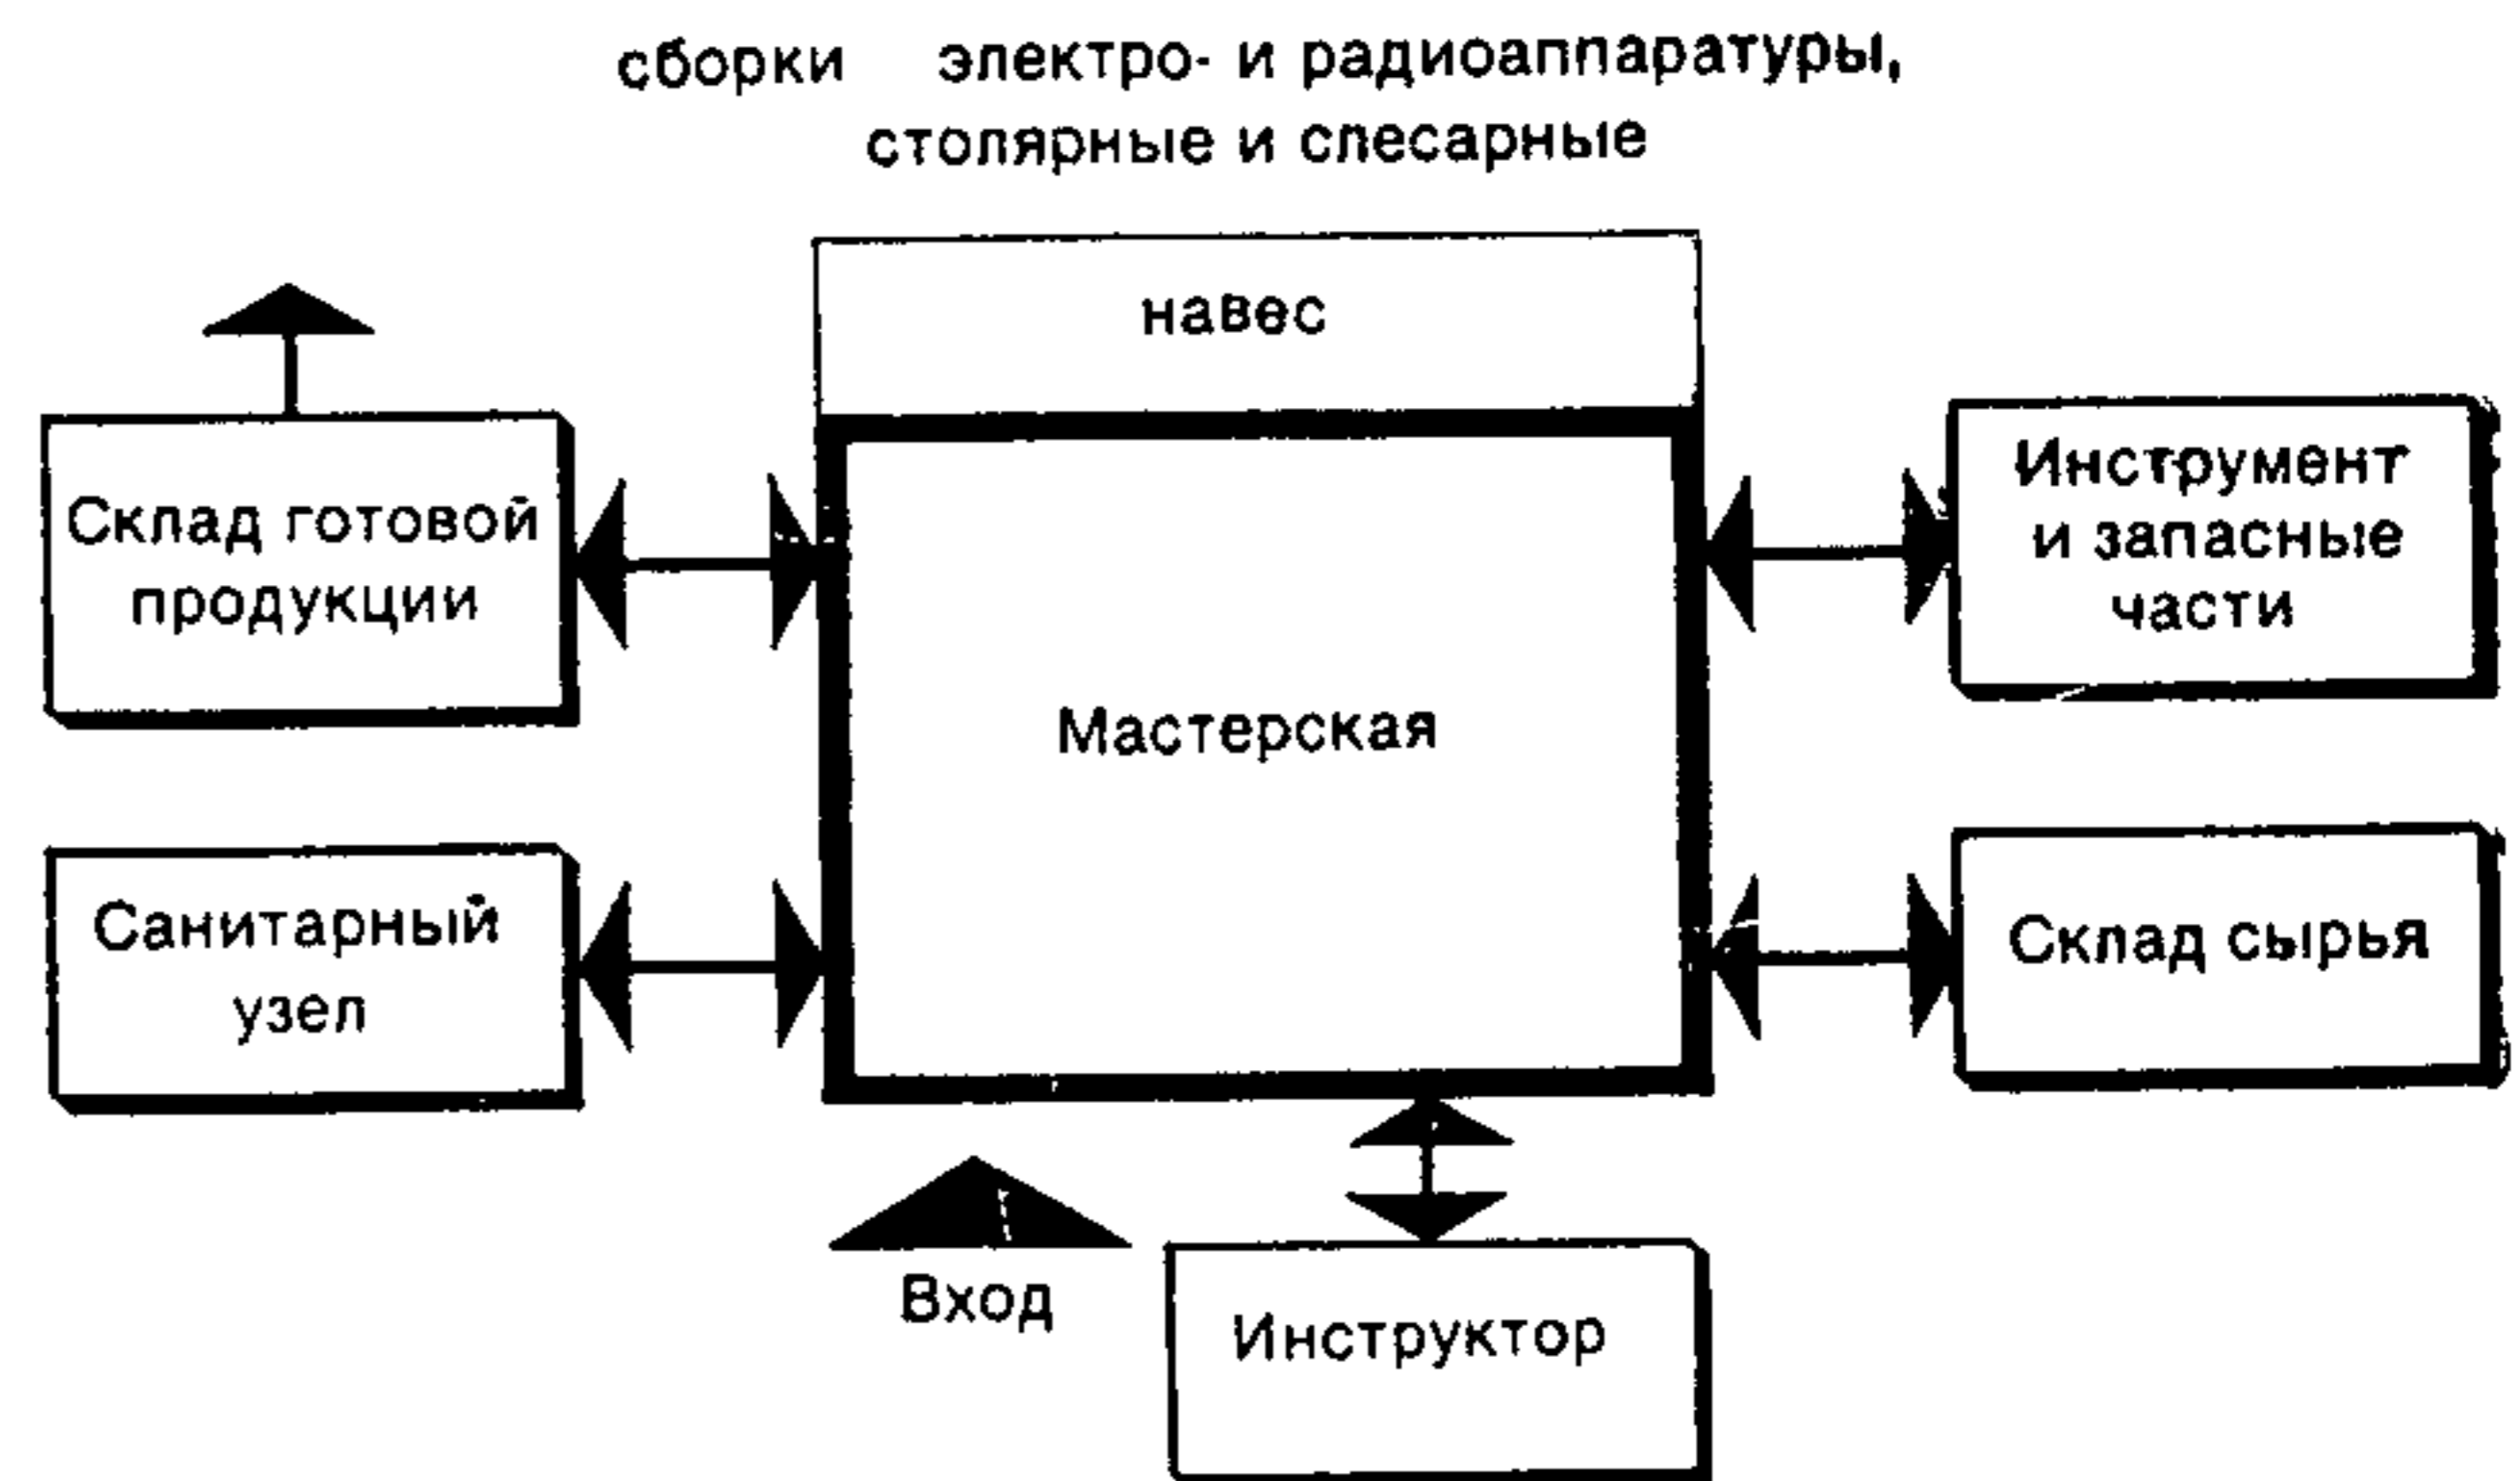 сборки электро- и радиоаппаратуры,
столярные и слесарные
навес
Склад готовой
продукции
Инструмент
и запасные
части
Мастерская
Санитарный
узел
Склад сырья
Вход
Инструктор